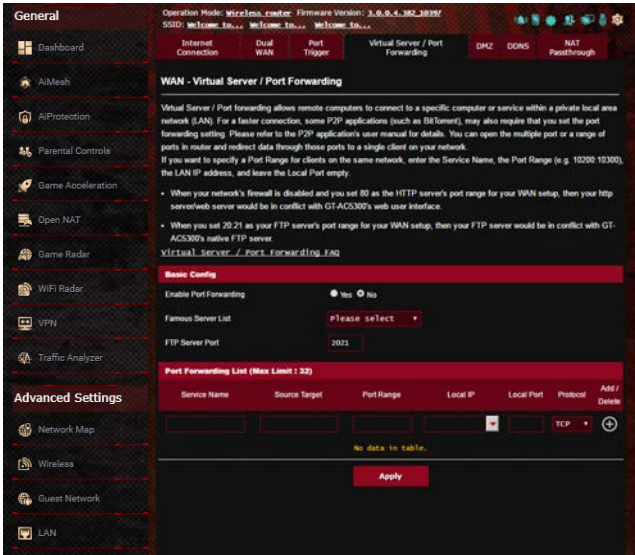 General
Dashboard
AiMesh
AiProtection
Parental Controls
Game Acceleration
Open NAT
Game Radar
WiFi Radar
VPN
Traffic Analyzer
Advanced Settings
Network Map
Wireless
Guest Network
LAN
Operation Mode: Wireless router Firmware Version: 3.0.0.4.382_10397
SSID: Welcome to... Welcome to... Welcome to...
Internet Connection
Dual WAN
Port Trigger
Virtual Server / Port Forwarding
DMZ
DDNS
NAT Passthrough
WAN - Virtual Server / Port Forwarding
Virtual Server / Port forwarding allows remote computers to connect to a specific computer or service within a private local area
network (LAN). For a faster connection, some P2P applications (such as BitTorrent), may also require that you set the port
forwarding setting. Please refer to the P2P application's user manual for details. You can open the multiple port or a range of
ports in router and redirect data through those ports to a single client on your network.
If you want to specify a Port Range for clients on the same network, enter the Service Name, the Port Range (e.g. 10200:10300),
the LAN IP address, and leave the Local Port empty.
• When your network's firewall is disabled and you set 80 as the HTTP server's port range for your WAN setup, then your http
server/web server would be in conflict with GT-AC5300's web user interface.
• When you set 20:21 as your FTP server's port range for your WAN setup, then your FTP server would be in conflict with GT-
AC5300's native FTP server.
Virtual Server / Port Forwarding FAQ
Basic Config
Enable Port Forwarding Yes No
Famous Server List Please select
FTP Server Port 2021
Port Forwarding List (Max Limit : 32)
Service Name Source Target Port Range Local IP Local Port Protocol Add / Delete
TCP
No data in table.
Apply